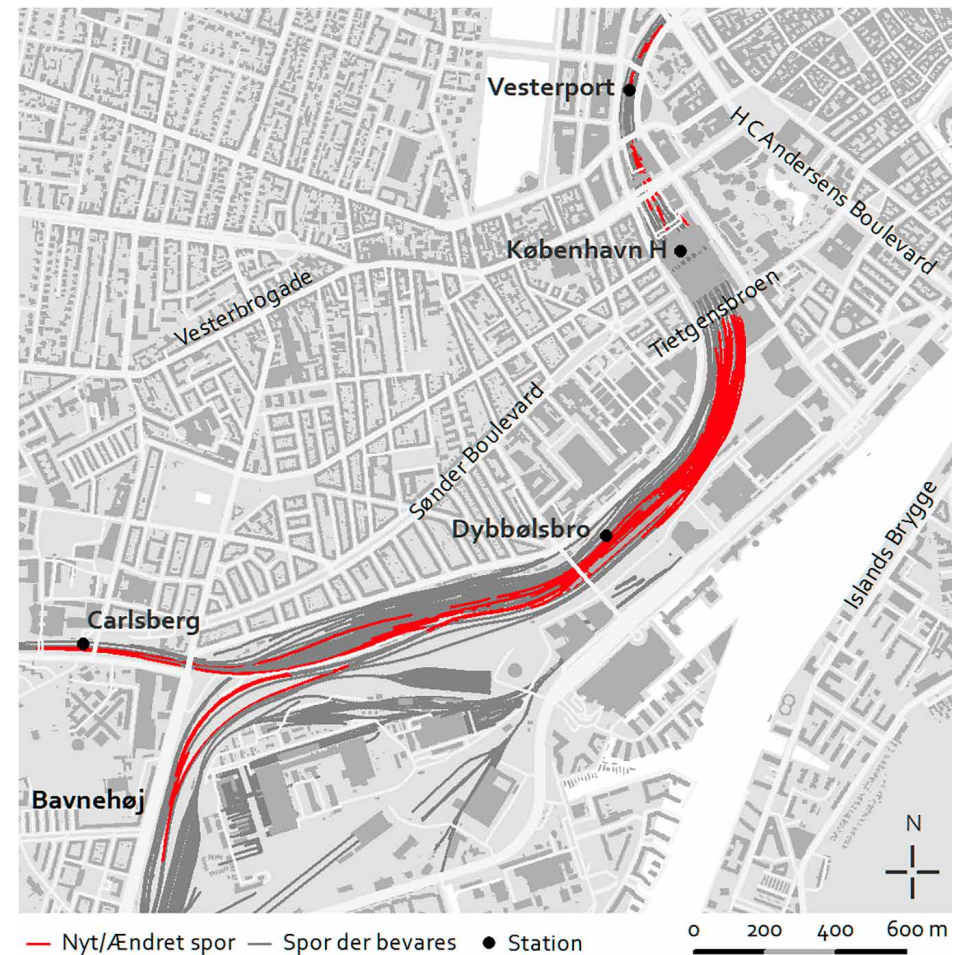 Vesterport
H C Andersens Boulevard
København H
Vesterbrogade
Tietgensbroen
Sønder Boulevard
Dybbølsbro
Islands Brygge
Carlsberg
Bavnehøj
N
Nyt/Ændret spor
Spor der bevares
Station
0 200 400 600 m